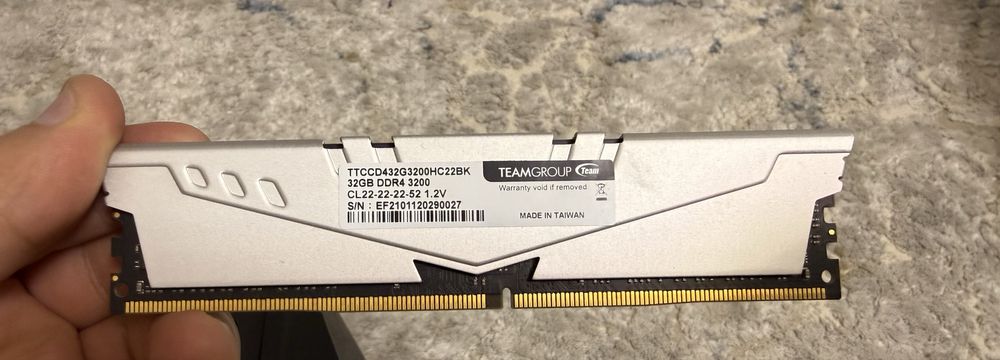 TTCCD432G3200HC22BK
32GB DDR4 3200
CL22-22-22-52 1.2V
S/N : EF2101120290027
TEAMGROUP Team
Warranty void if removed
MADE IN TAIWAN